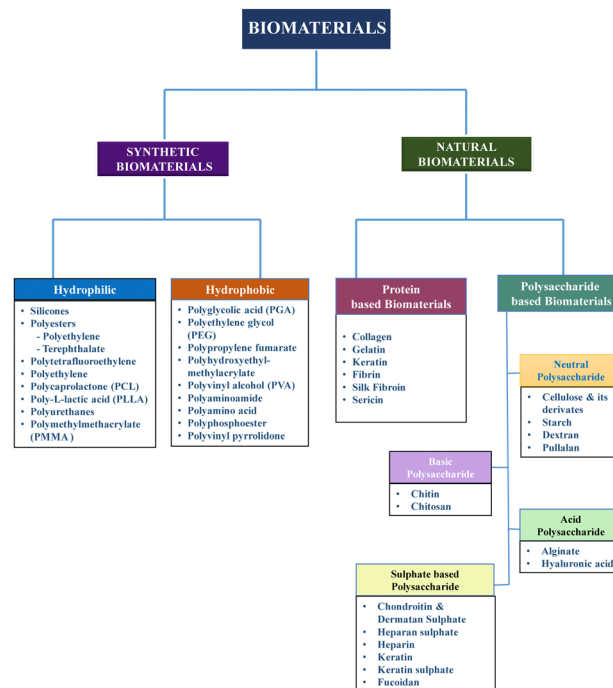 BIOMATERIALS
SYNTHETIC
BIOMATERIALS
NATURAL
BIOMATERIALS
Hydrophilic
• Silicones
• Polyesters
- Polyethylene
- Terephthalate
• Polytetrafluoroethylene
• Polyethylene
• Polycaprolactone (PCL)
• Poly-L-lactic acid (PLLA)
• Polyurethanes
• Polymethylmethacrylate
(PMMA )
Hydrophobic
• Polyglycolic acid (PGA)
• Polyethylene glycol
(PEG)
• Polypropylene fumarate
• Polyhydroxyethyl-
methylacrylate
• Polyvinyl alcohol (PVA)
• Polyaminoamide
• Polyamino acid
• Polyphosphoester
• Polyvinyl pyrrolidone
Protein
based Biomaterials
• Collagen
• Gelatin
• Keratin
• Fibrin
• Silk Fibroin
• Sericin
Polysaccharide
based Biomaterials
Neutral
Polysaccharide
• Cellulose & its
derivates
• Starch
• Dextran
• Pullalan
Basic
Polysaccharide
• Chitin
• Chitosan
Acid
Polysaccharide
• Alginate
• Hyaluronic acid
Sulphate based
Polysaccharide
• Chondroitin &
Dermatan Sulphate
• Heparan sulphate
• Heparin
• Keratin
• Keratin sulphate
• Fucoidan